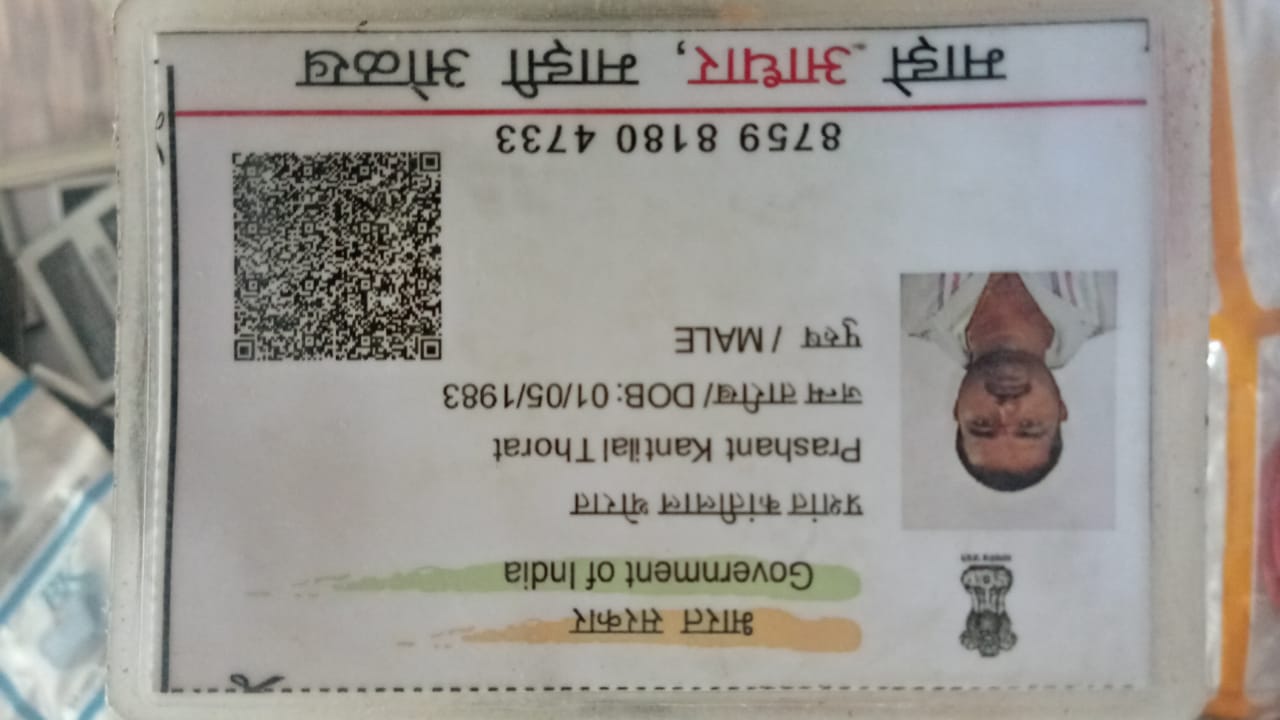 भारत सरकार
Government of India
प्रशांत कांतीलाल थोरात
Prashant Kantilal Thorat
जन्म तारीख/ DOB: 01/05/1983
पुरुष / MALE
8759 8180 4733
माझे आधार, माझी ओळख